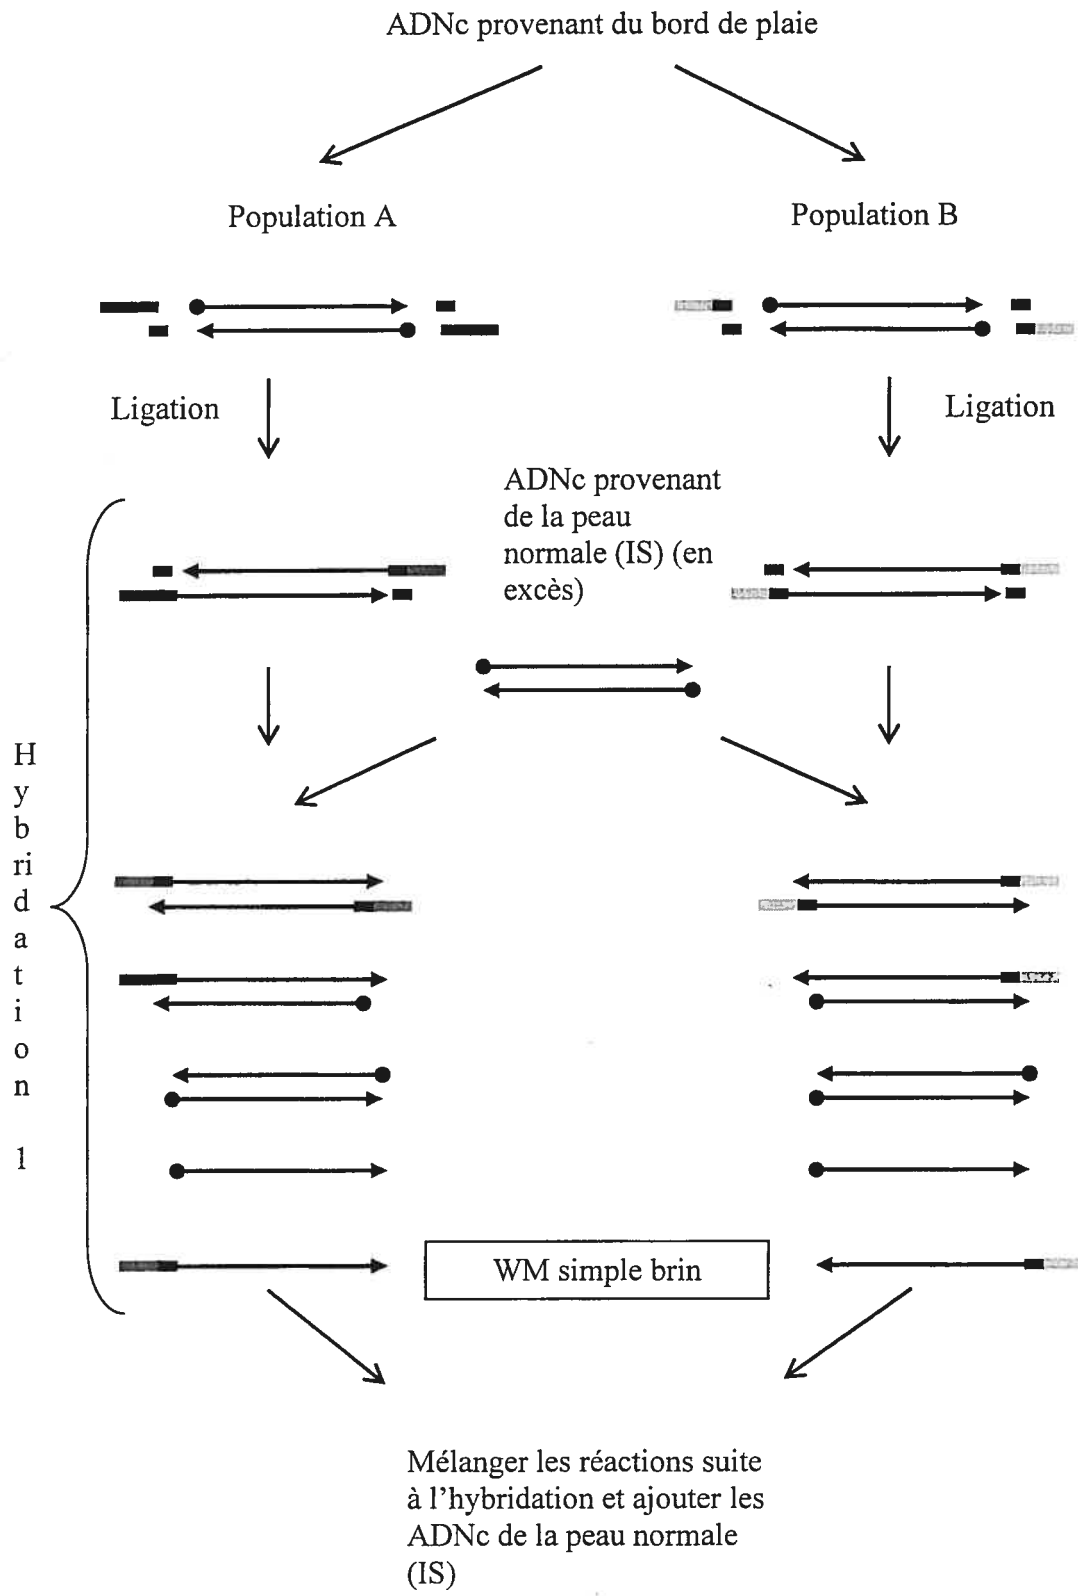 ADNc provenant du bord de plaie
Population A
Population B
Ligation
Ligation
ADNc provenant
de la peau
normale (IS) (en
excès)
H
y
b
ri
d
a
t
i
o
n
1
WM simple brin
Mélanger les réactions suite
à l'hybridation et ajouter les
ADNc de la peau normale
(IS)